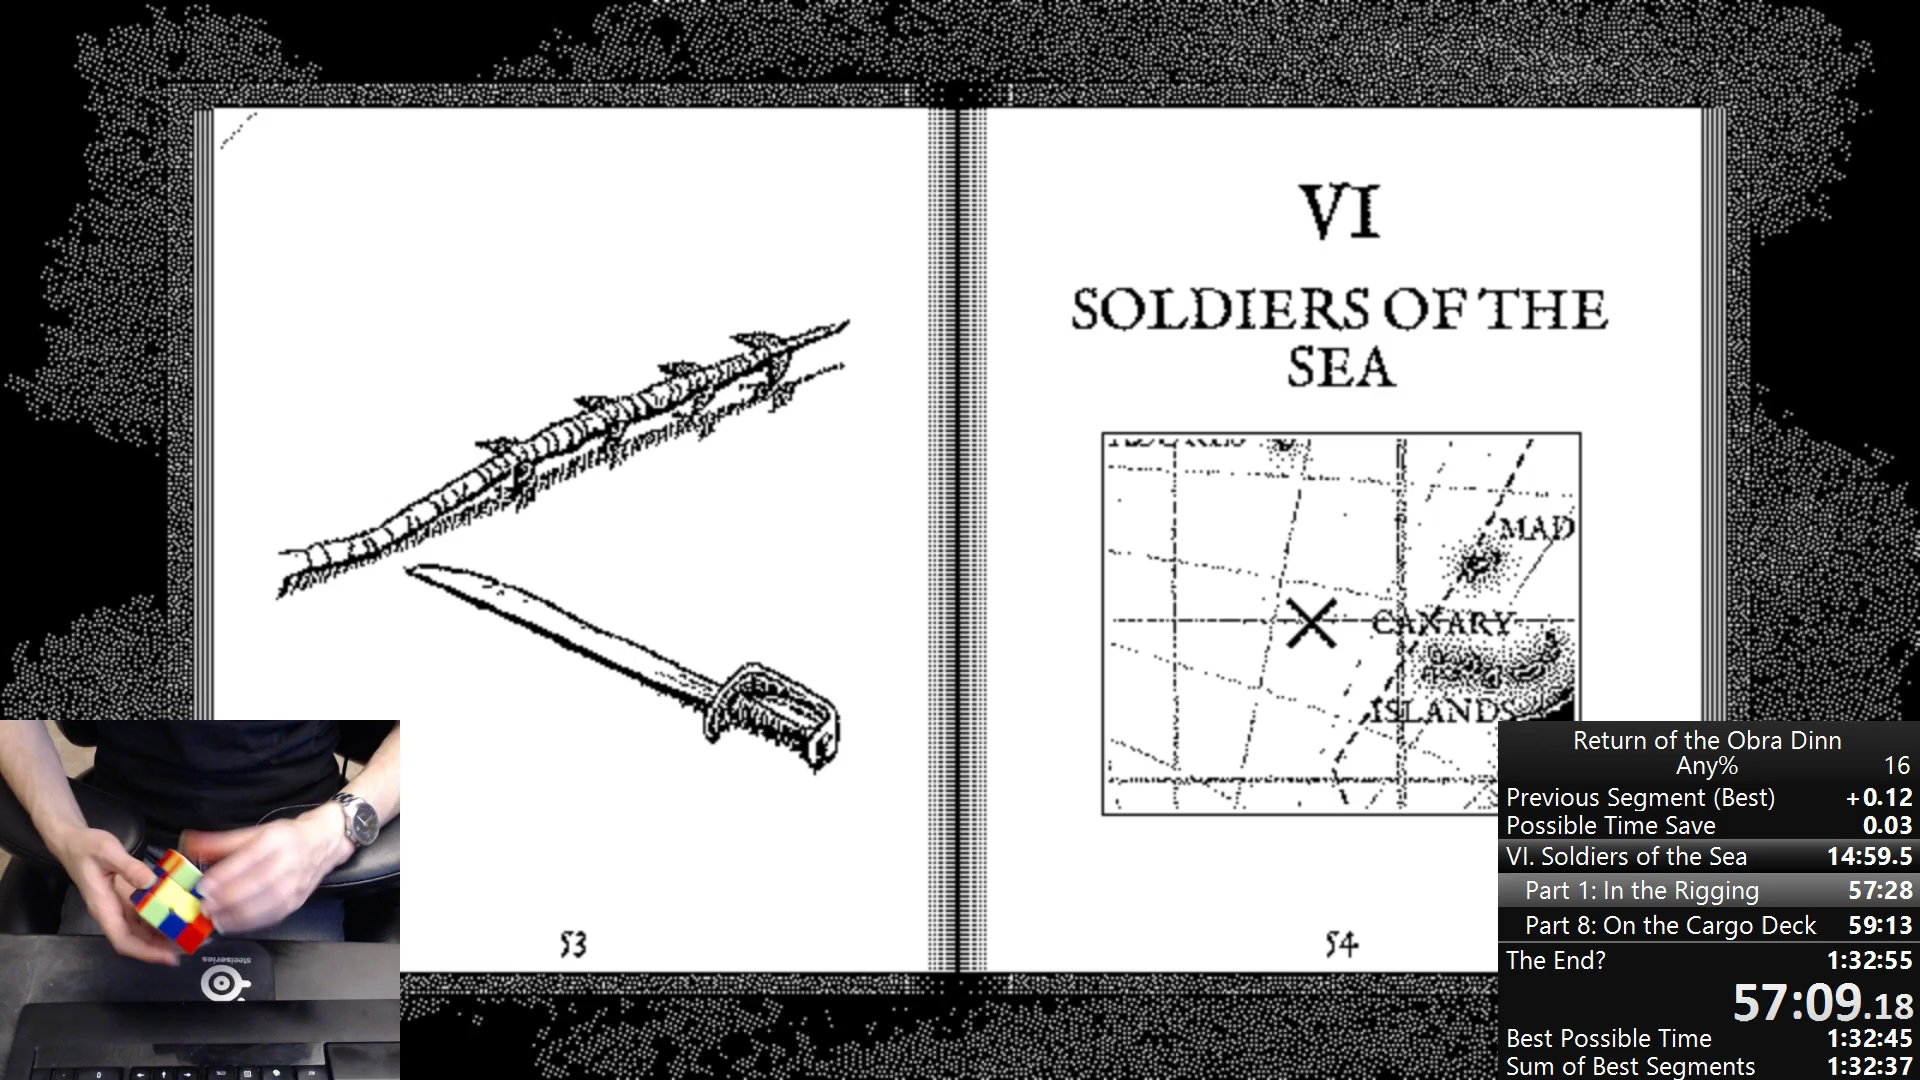 VI
SOLDIERS OF THE
SEA
MAD
CANARY
ISLANDS
53
54
steelseries
Return of the Obra Dinn
Any% 16
Previous Segment (Best) +0.12
Possible Time Save 0.03
VI. Soldiers of the Sea 14:59.5
Part 1: In the Rigging 57:28
Part 8: On the Cargo Deck 59:13
The End? 1:32:55
57:09.18
Best Possible Time 1:32:45
Sum of Best Segments 1:32:37